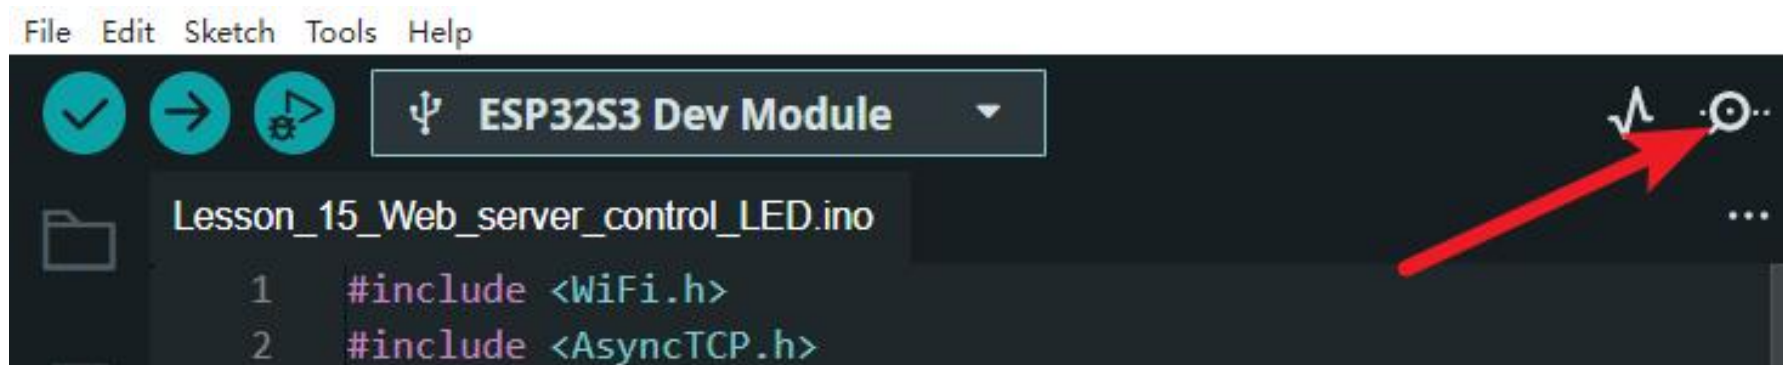 File Edit Sketch Tools Help
ESP32S3 Dev Module
Lesson_15_Web_server_control_LED.ino
1 #include <WiFi.h>
2 #include <AsyncTCP.h>